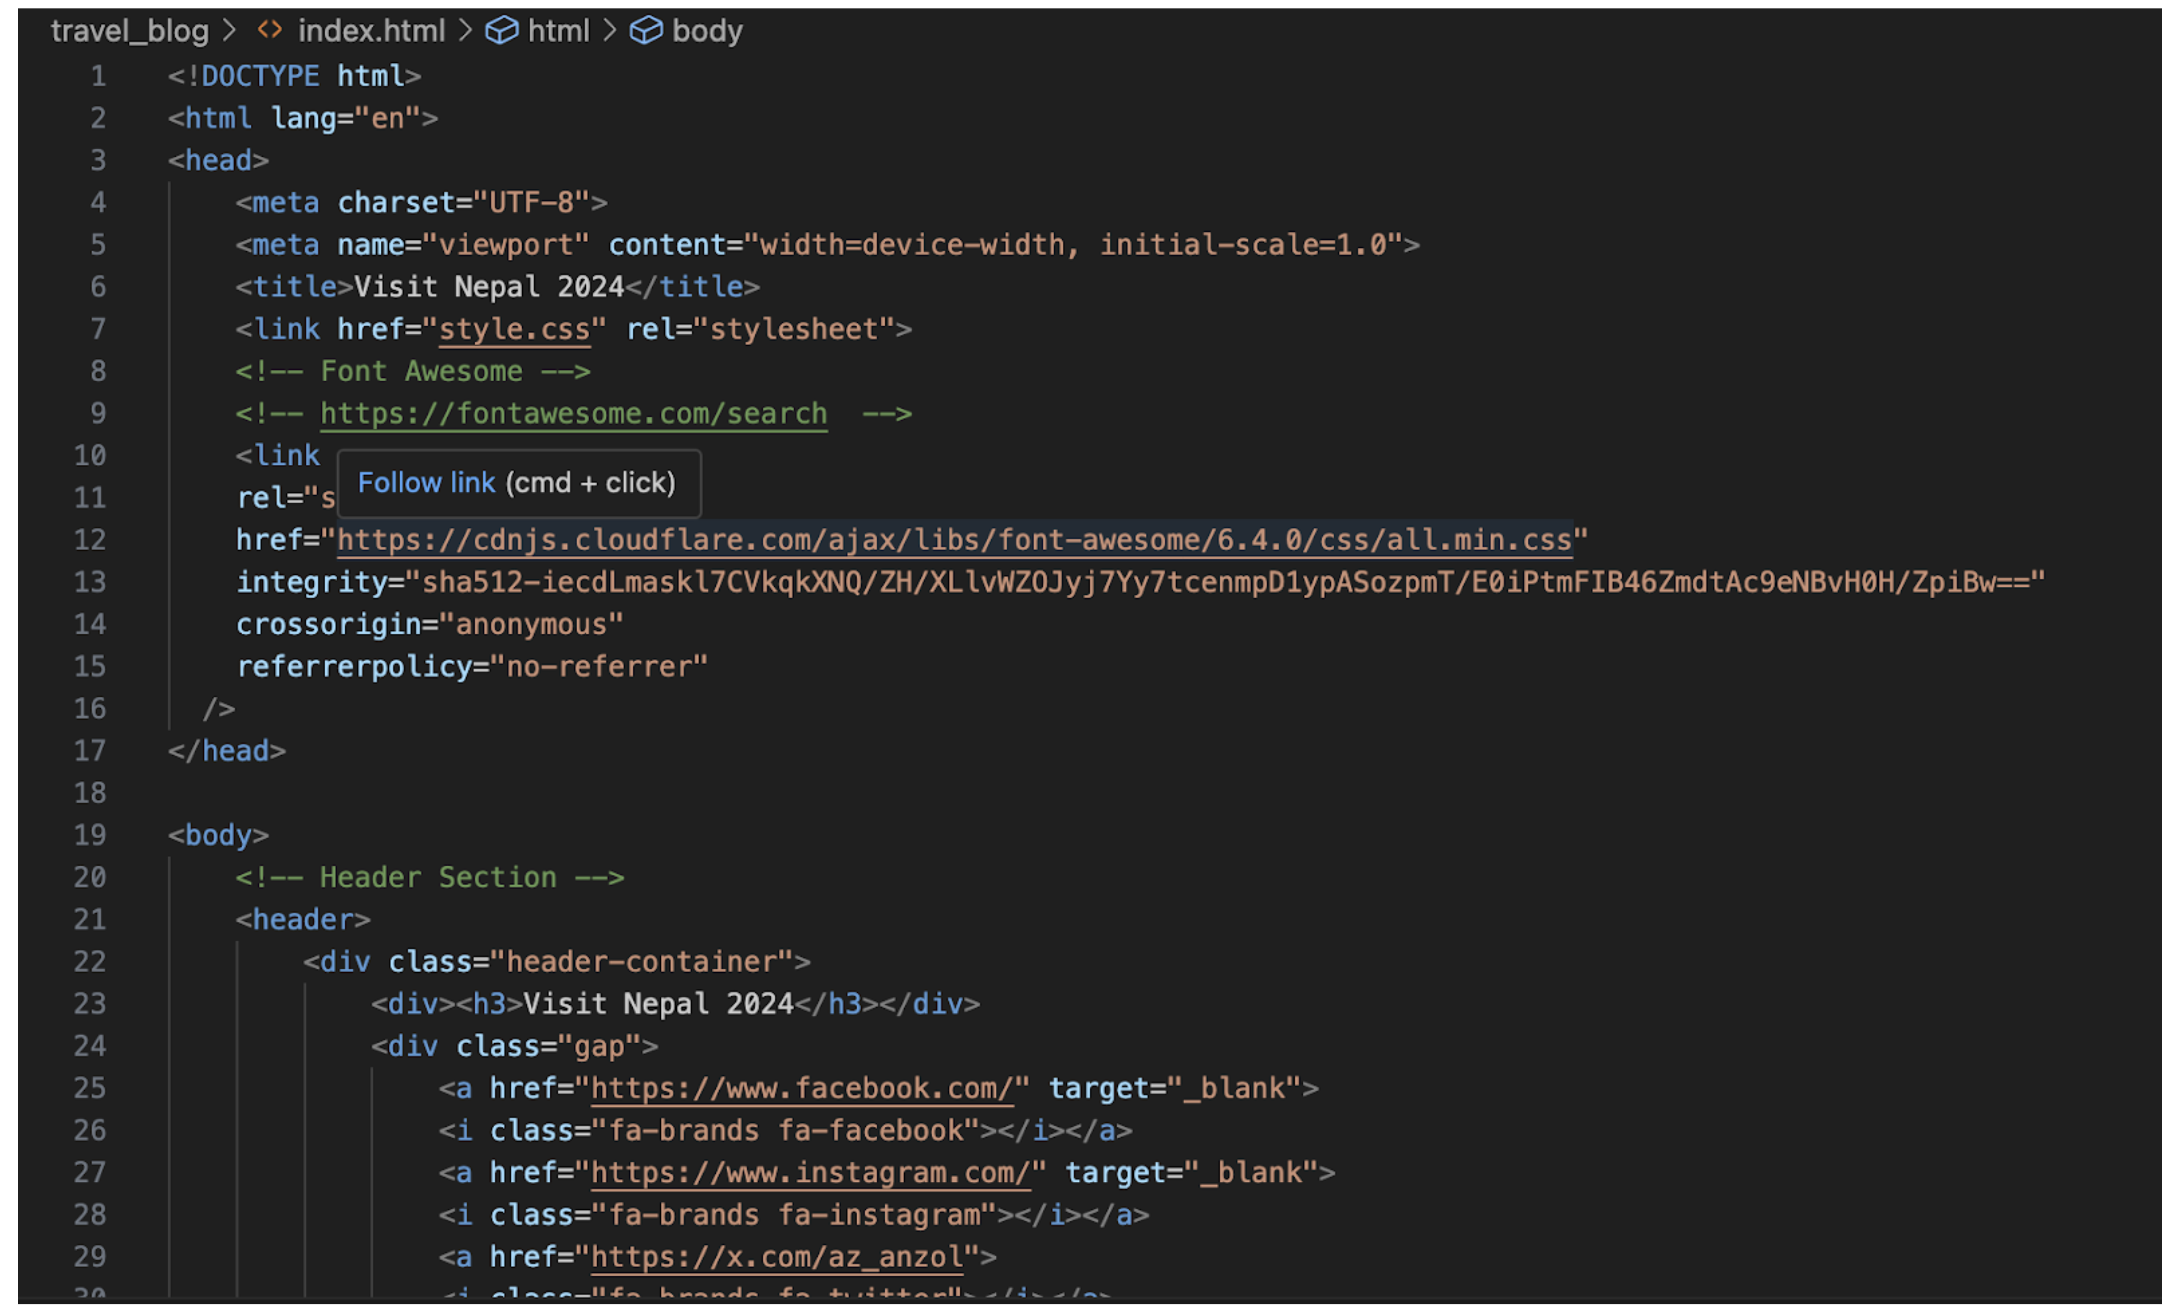 travel_blog > <> index.html > html > body
1 <!DOCTYPE html>
2 <html lang="en">
3 <head>
4 <meta charset="UTF-8">
5 <meta name="viewport" content="width=device-width, initial-scale=1.0">
6 <title>Visit Nepal 2024</title>
7 <link href="style.css" rel="stylesheet">
8 <!-- Font Awesome -->
9 <!-- https://fontawesome.com/search  -->
10 <link
Follow link (cmd + click)
11 rel="s
12 href="https://cdnjs.cloudflare.com/ajax/libs/font-awesome/6.4.0/css/all.min.css"
13 integrity="sha512-iecdLmaskl7CVkqkXNQ/ZH/XLlvWZOJyj7Yy7tcenmpD1ypASozpmT/E0iPtmFIB46ZmdtAc9eNBvH0H/ZpiBw=="
14 crossorigin="anonymous"
15 referrerpolicy="no-referrer"
16 />
17 </head>
18
19 <body>
20 <!-- Header Section -->
21 <header>
22 <div class="header-container">
23 <div><h3>Visit Nepal 2024</h3></div>
24 <div class="gap">
25 <a href="https://www.facebook.com/" target="_blank">
26 <i class="fa-brands fa-facebook"></i></a>
27 <a href="https://www.instagram.com/" target="_blank">
28 <i class="fa-brands fa-instagram"></i></a>
29 <a href="https://x.com/az_anzol">
30 <i class="fa-brands fa-twitter"></i></a>